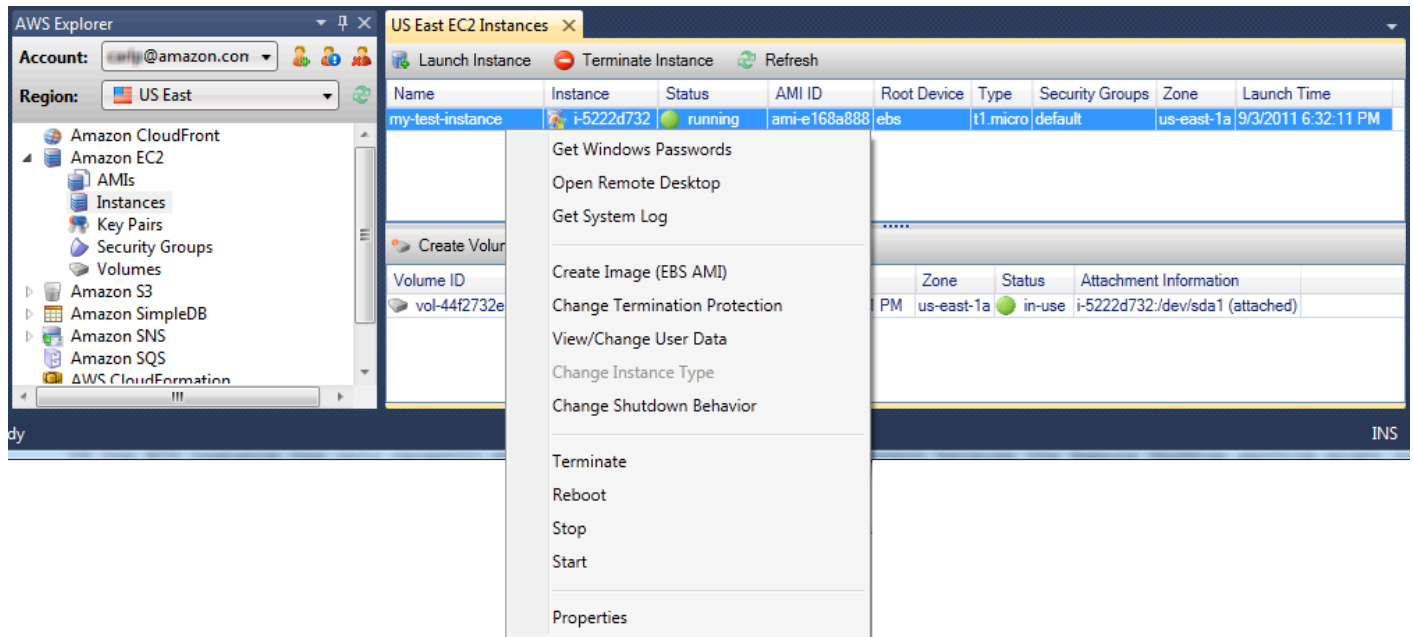 AWS Explorer
Account: @amazon.con
Region: US East
Amazon CloudFront
Amazon EC2
AMIs
Instances
Key Pairs
Security Groups
Volumes
Amazon S3
Amazon SimpleDB
Amazon SNS
Amazon SQS
AWS CloudFormation
US East EC2 Instances
Launch Instance Terminate Instance Refresh
Name Instance Status AMI ID Root Device Type Security Groups Zone Launch Time
my-test-instance i-5222d732 running ami-e168a888 ebs t1.micro default us-east-1a 9/3/2011 6:32:11 PM
Get Windows Passwords
Open Remote Desktop
Get System Log
Create Image (EBS AMI)
Change Termination Protection
View/Change User Data
Change Instance Type
Change Shutdown Behavior
Terminate
Reboot
Stop
Start
Properties
Create Volu
Volume ID Zone Status Attachment Information
vol-44f2732e PM us-east-1a in-use i-5222d732:/dev/sda1 (attached)
dy INS